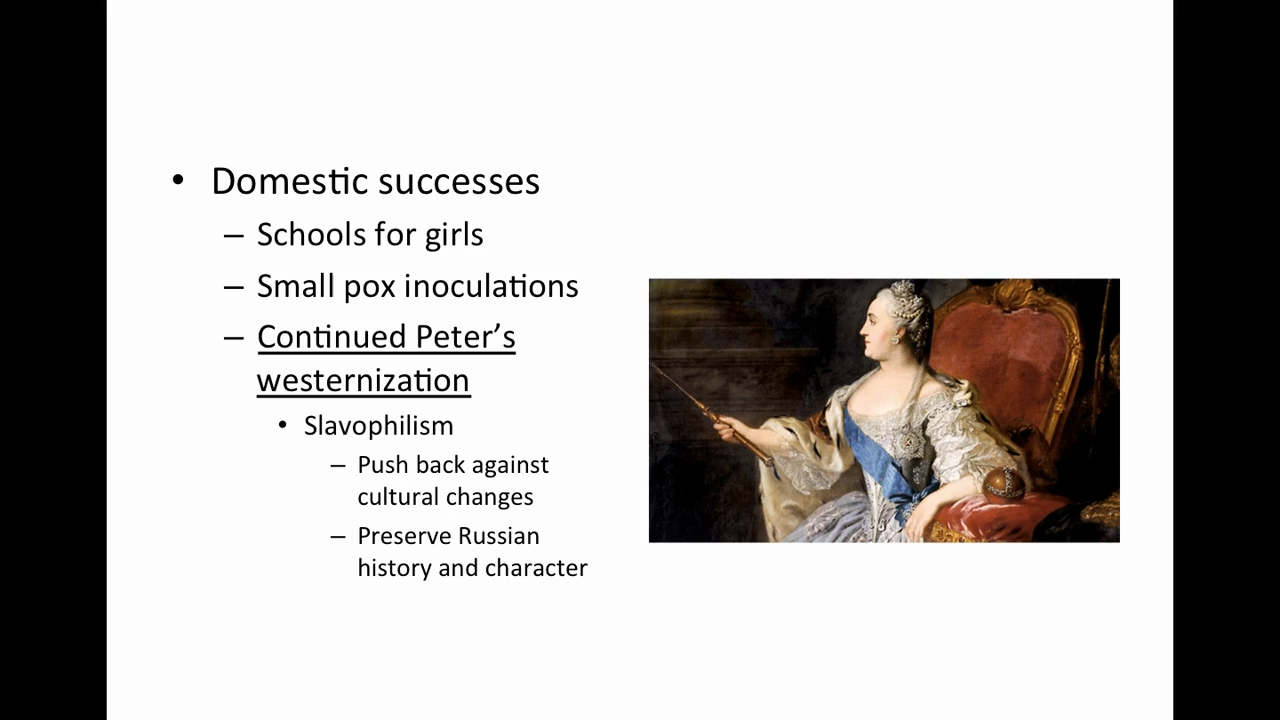 • Domestic successes
– Schools for girls
– Small pox inoculations
– Continued Peter’s
westernization
• Slavophilism
– Push back against
cultural changes
– Preserve Russian
history and character